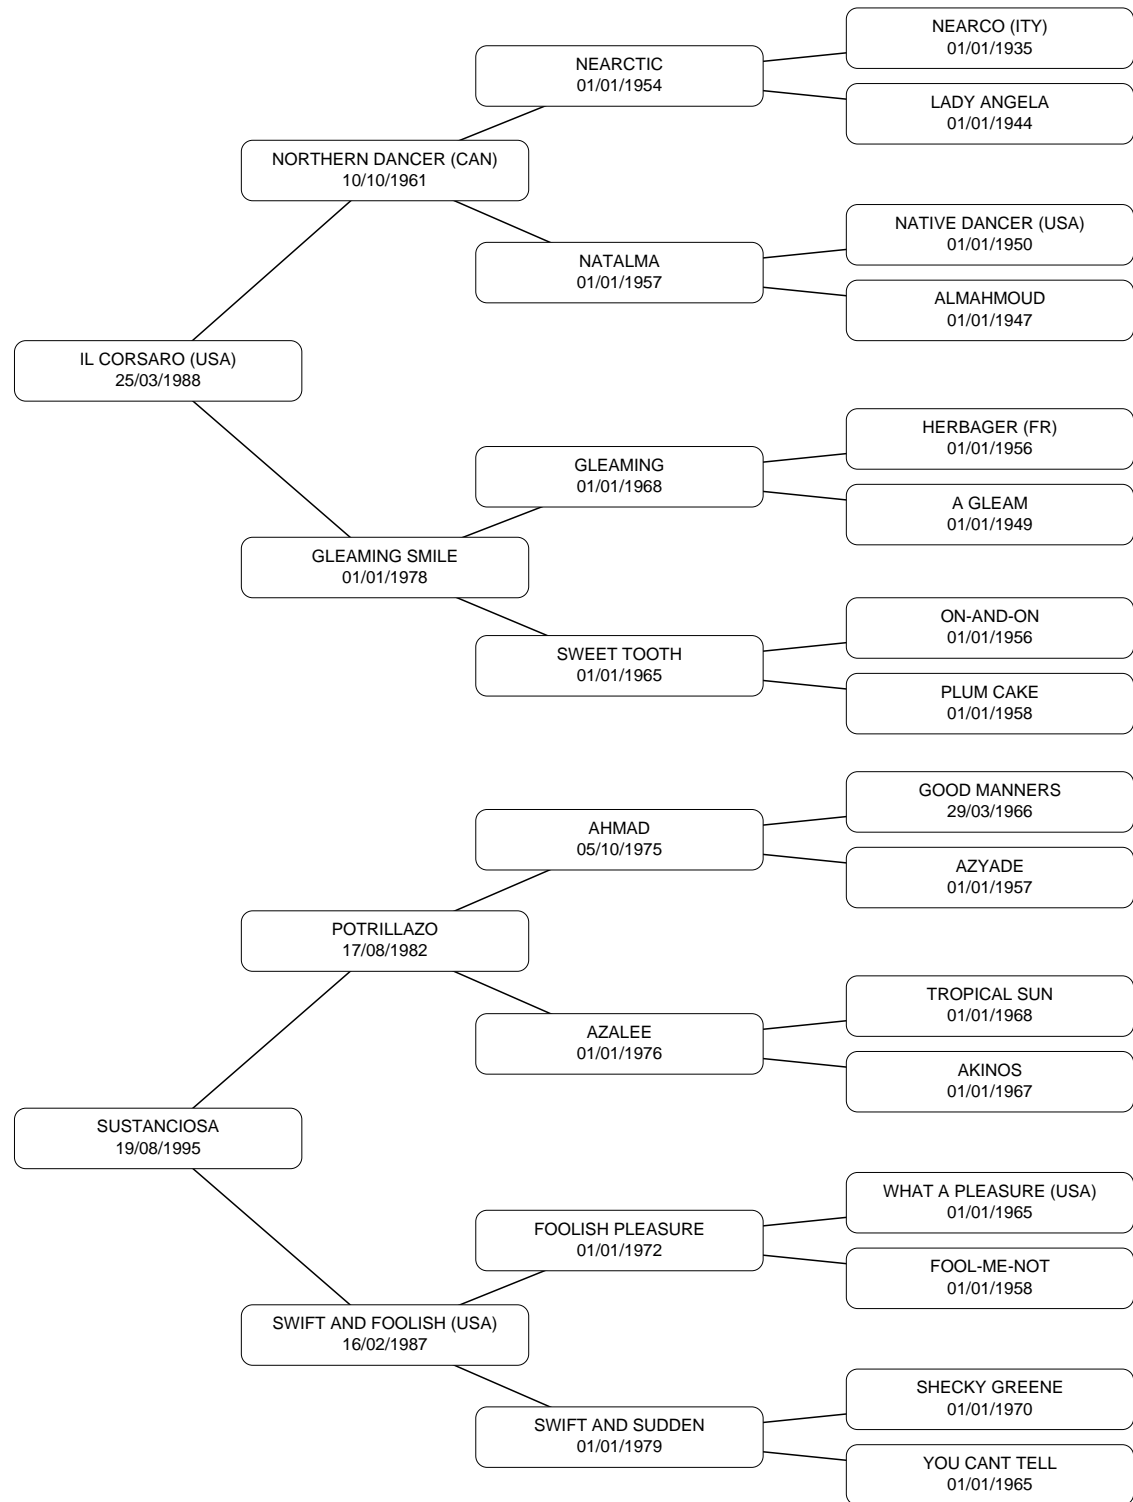 NEARCO (ITY)
01/01/1935
NEARCTIC
01/01/1954
LADY ANGELA
01/01/1944
NORTHERN DANCER (CAN)
10/10/1961
NATIVE DANCER (USA)
01/01/1950
NATALMA
01/01/1957
ALMAHMOUD
01/01/1947
IL CORSARO (USA)
25/03/1988
HERBAGER (FR)
01/01/1956
GLEAMING
01/01/1968
A GLEAM
01/01/1949
GLEAMING SMILE
01/01/1978
ON-AND-ON
01/01/1956
SWEET TOOTH
01/01/1965
PLUM CAKE
01/01/1958
GOOD MANNERS
29/03/1966
AHMAD
05/10/1975
AZYADE
01/01/1957
POTRILLAZO
17/08/1982
TROPICAL SUN
01/01/1968
AZALEE
01/01/1976
AKINOS
01/01/1967
SUSTANCIOSA
19/08/1995
WHAT A PLEASURE (USA)
01/01/1965
FOOLISH PLEASURE
01/01/1972
FOOL-ME-NOT
01/01/1958
SWIFT AND FOOLISH (USA)
16/02/1987
SHECKY GREENE
01/01/1970
SWIFT AND SUDDEN
01/01/1979
YOU CANT TELL
01/01/1965